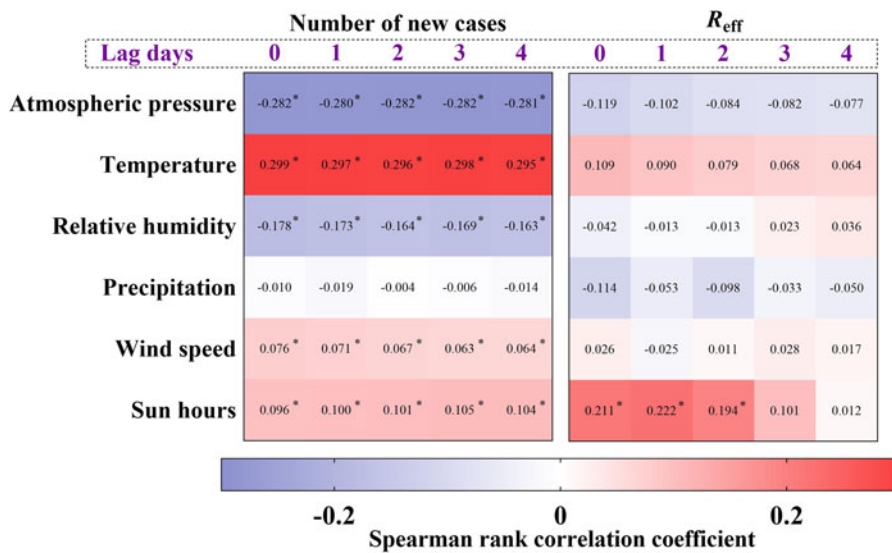 Number of new cases R_eff
Lag days 0 1 2 3 4 0 1 2 3 4
Atmospheric pressure -0.282* -0.280* -0.282* -0.282* -0.281* -0.119 -0.102 -0.084 -0.082 -0.077
Temperature 0.299* 0.297* 0.296* 0.298* 0.295* 0.109 0.090 0.079 0.068 0.064
Relative humidity -0.178* -0.173* -0.164* -0.169* -0.163* -0.042 -0.013 -0.013 0.023 0.036
Precipitation -0.010 -0.019 -0.004 -0.006 -0.014 -0.114 -0.053 -0.098 -0.033 -0.050
Wind speed 0.076* 0.071* 0.067* 0.063* 0.064* 0.026 -0.025 0.011 0.028 0.017
Sun hours 0.096* 0.100* 0.101* 0.105* 0.104* 0.211* 0.222* 0.194* 0.101 0.012
-0.2 0 0.2
Spearman rank correlation coefficient